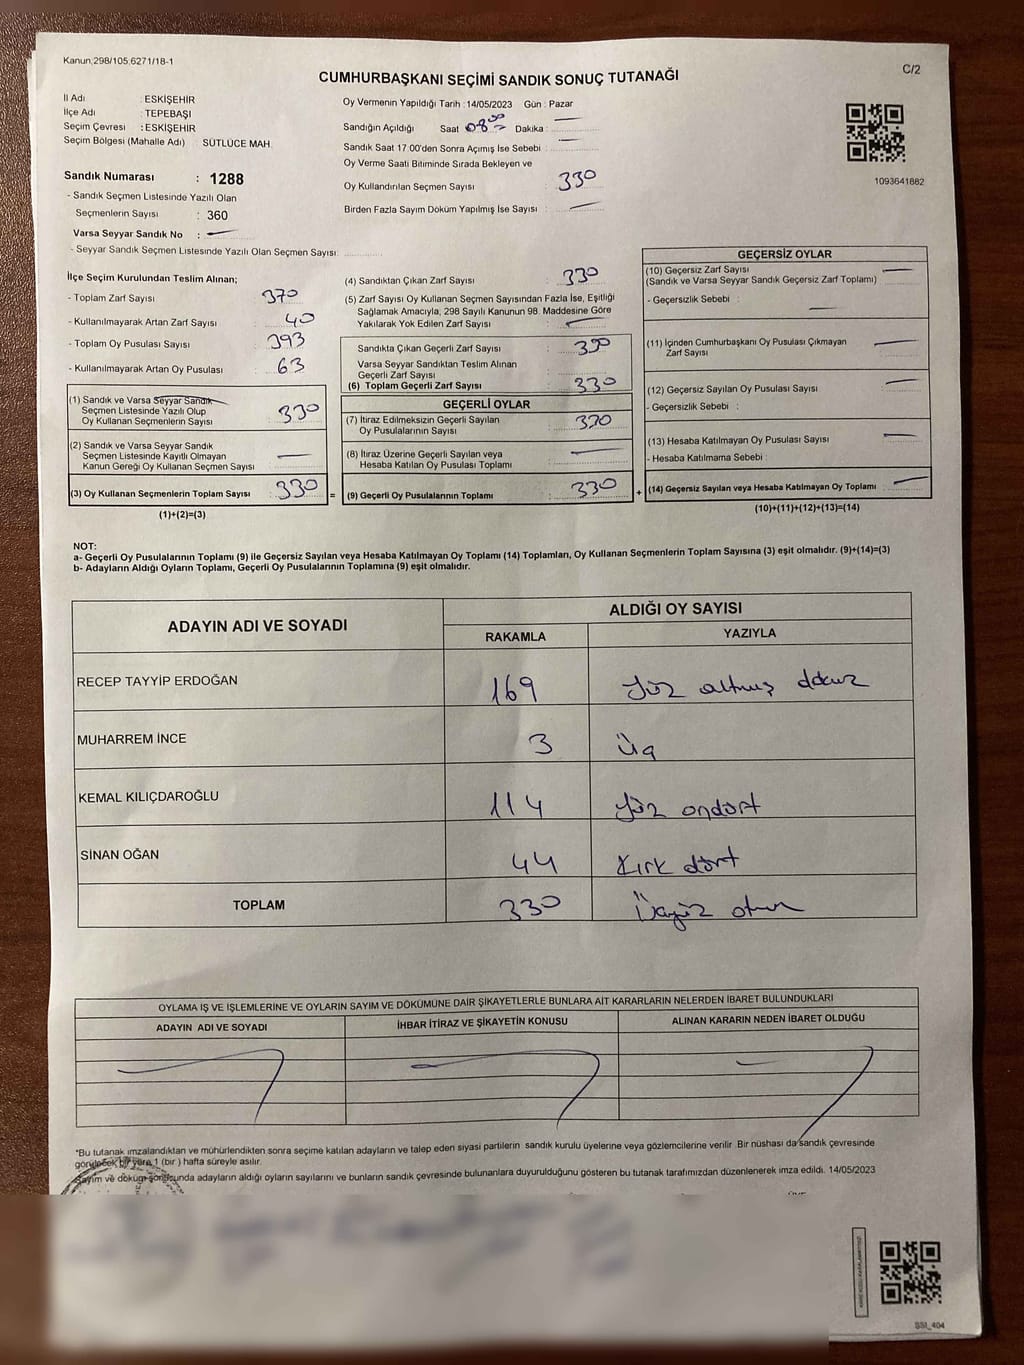 Kanun,298/105,6271/18-1
C/2
CUMHURBAŞKANI SEÇİMİ SANDIK SONUÇ TUTANAĞI
İl Adı : ESKİŞEHİR
İlçe Adı : TEPEBAŞI
Seçim Çevresi : ESKİŞEHİR
Seçim Bölgesi (Mahalle Adı) : SÜTLÜCE MAH.
Sandık Numarası : 1288
- Sandık Seçmen Listesinde Yazılı Olan
Seçmenlerin Sayısı : 360
Varsa Seyyar Sandık No : —
- Seyyar Sandık Seçmen Listesinde Yazılı Olan Seçmen Sayısı:
Oy Vermenin Yapıldığı Tarih : 14/05/2023 Gün : Pazar
Sandığın Açıldığı Saat 08:00 Dakika : —
Sandık Saat 17.00'den Sonra Açımış İse Sebebi : —
Oy Verme Saati Bitiminde Sırada Bekleyen ve
Oy Kullandırılan Seçmen Sayısı : 330
Birden Fazla Sayım Döküm Yapılmış İse Sayısı : —
1093641882
İlçe Seçim Kurulundan Teslim Alınan;
- Toplam Zarf Sayısı : 370
- Kullanılmayarak Artan Zarf Sayısı : 40
- Toplam Oy Pusulası Sayısı : 393
- Kullanılmayarak Artan Oy Pusulası : 63
(1) Sandık ve Varsa Seyyar Sandık
Seçmen Listesinde Yazılı Olup
Oy Kullanan Seçmenlerin Sayısı : 330
(2) Sandık ve Varsa Seyyar Sandık
Seçmen Listesinde Kayıtlı Olmayan
Kanun Gereği Oy Kullanan Seçmen Sayısı : —
(3) Oy Kullanan Seçmenlerin Toplam Sayısı : 330 =
(1)+(2)=(3)
(4) Sandıktan Çıkan Zarf Sayısı : 330
(5) Zarf Sayısı Oy Kullanan Seçmen Sayısından Fazla İse, Eşitliği
Sağlamak Amacıyla, 298 Sayılı Kanunun 98. Maddesine Göre
Yakılarak Yok Edilen Zarf Sayısı : —
Sandıkta Çıkan Geçerli Zarf Sayısı : 330
Varsa Seyyar Sandıktan Teslim Alınan
Geçerli Zarf Sayısı :
(6) Toplam Geçerli Zarf Sayısı : 330
GEÇERLİ OYLAR
(7) İtiraz Edilmeksizin Geçerli Sayılan
Oy Pusulalarının Sayısı : 330
(8) İtiraz Üzerine Geçerli Sayılan veya
Hesaba Katılan Oy Pusulası Toplamı : —
(9) Geçerli Oy Pusulalarının Toplamı : 330 +
GEÇERSİZ OYLAR
(10) Geçersiz Zarf Sayısı : —
(Sandık ve Varsa Seyyar Sandık Geçersiz Zarf Toplamı)
- Geçersizlik Sebebi : —
(11) İçinden Cumhurbaşkanı Oy Pusulası Çıkmayan
Zarf Sayısı : —
(12) Geçersiz Sayılan Oy Pusulası Sayısı : —
- Geçersizlik Sebebi :
(13) Hesaba Katılmayan Oy Pusulası Sayısı : —
- Hesaba Katılmama Sebebi :
(14) Geçersiz Sayılan veya Hesaba Katılmayan Oy Toplamı : —
(10)+(11)+(12)+(13)=(14)
NOT:
a- Geçerli Oy Pusulalarının Toplamı (9) ile Geçersiz Sayılan veya Hesaba Katılmayan Oy Toplamı (14) Toplamları, Oy Kullanan Seçmenlerin Toplam Sayısına (3) eşit olmalıdır. (9)+(14)=(3)
b- Adayların Aldığı Oyların Toplamı, Geçerli Oy Pusulalarının Toplamına (9) eşit olmalıdır.
ADAYIN ADI VE SOYADI
ALDIĞI OY SAYISI
RAKAMLA YAZIYLA
RECEP TAYYİP ERDOĞAN 169 Yüz altmış dokuz
MUHARREM İNCE 3 Üç
KEMAL KILIÇDAROĞLU 114 Yüz ondört
SİNAN OĞAN 44 Kırk dört
TOPLAM 330 Üçyüz otuz
OYLAMA İŞ VE İŞLEMLERİNE VE OYLARIN SAYIM VE DÖKÜMÜNE DAİR ŞİKAYETLERLE BUNLARA AİT KARARLARIN NELERDEN İBARET BULUNDUKLARI
ADAYIN ADI VE SOYADI İHBAR İTİRAZ VE ŞİKAYETİN KONUSU ALINAN KARARIN NEDEN İBARET OLDUĞU
*Bu tutanak imzalandıktan ve mühürlendikten sonra seçime katılan adayların ve talep eden siyasi partilerin sandık kurulu üyelerine veya gözlemcilerine verilir. Bir nüshası da sandık çevresinde
görülecek bir yere 1 (bir) hafta süreyle asılır.
Sayım ve döküm sonucunda adayların aldığı oyların sayılarını ve bunların sandık çevresinde bulunanlara duyurulduğunu gösteren bu tutanak tarafımızdan düzenlenerek imza edildi. 14/05/2023